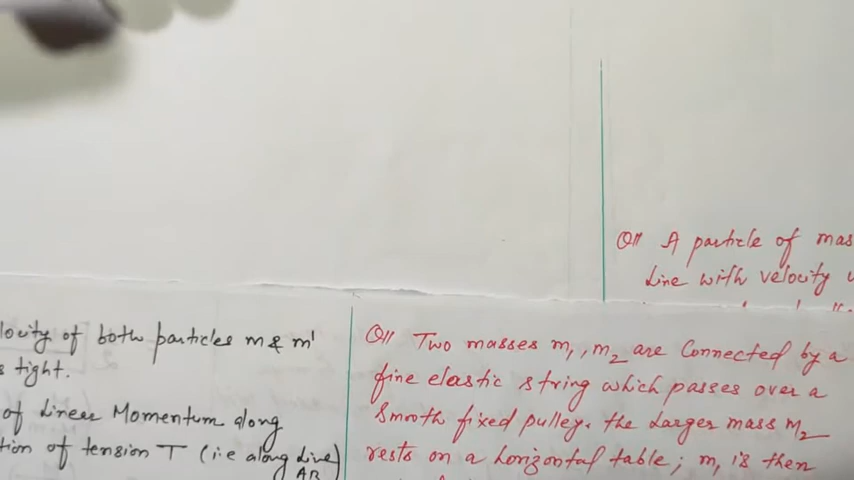 Q|| A particle of mas
line with velocity u
locity of both particles m & m'
s tight.
of Linear Momentum along
tion of tension T (i.e along Line
AB)
Q|| Two masses m₁, m₂ are Connected by a
fine elastic string which passes over a
smooth fixed pulley. the Larger mass m₂
rests on a horizontal table; m₁ is then